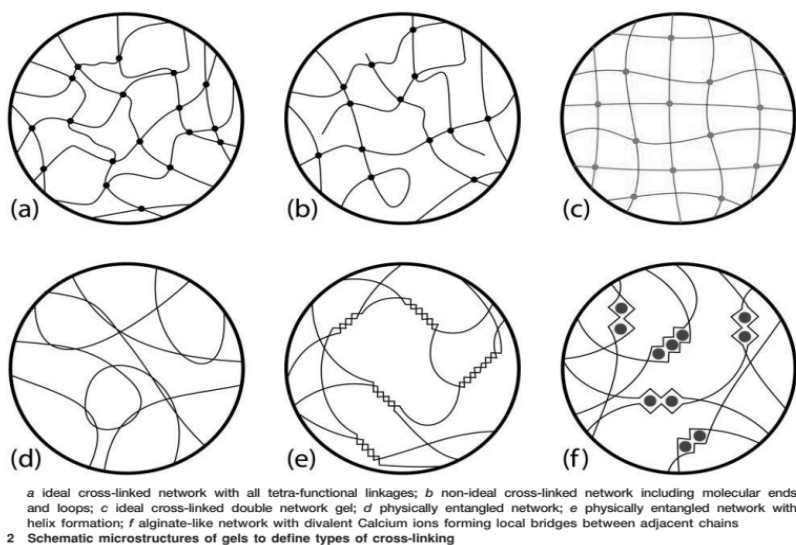 (a)
(b)
(c)
(d)
(e)
(f)
a ideal cross-linked network with all tetra-functional linkages; b non-ideal cross-linked network including molecular ends
and loops; c ideal cross-linked double network gel; d physically entangled network; e physically entangled network with
helix formation; f alginate-like network with divalent Calcium ions forming local bridges between adjacent chains
2 Schematic microstructures of gels to define types of cross-linking